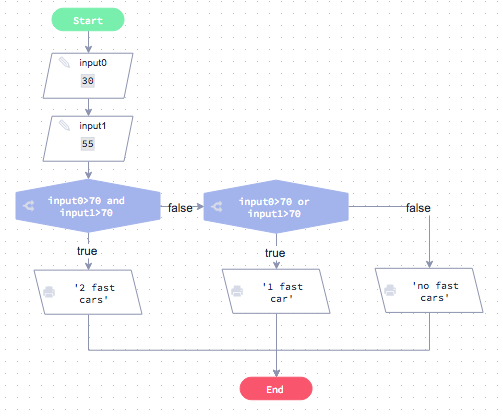 Start
input0
30
input1
55
input0>70 and
input1>70
false
input0>70 or
input1>70
false
true
true
'2 fast
cars'
'1 fast
car'
'no fast
cars'
End